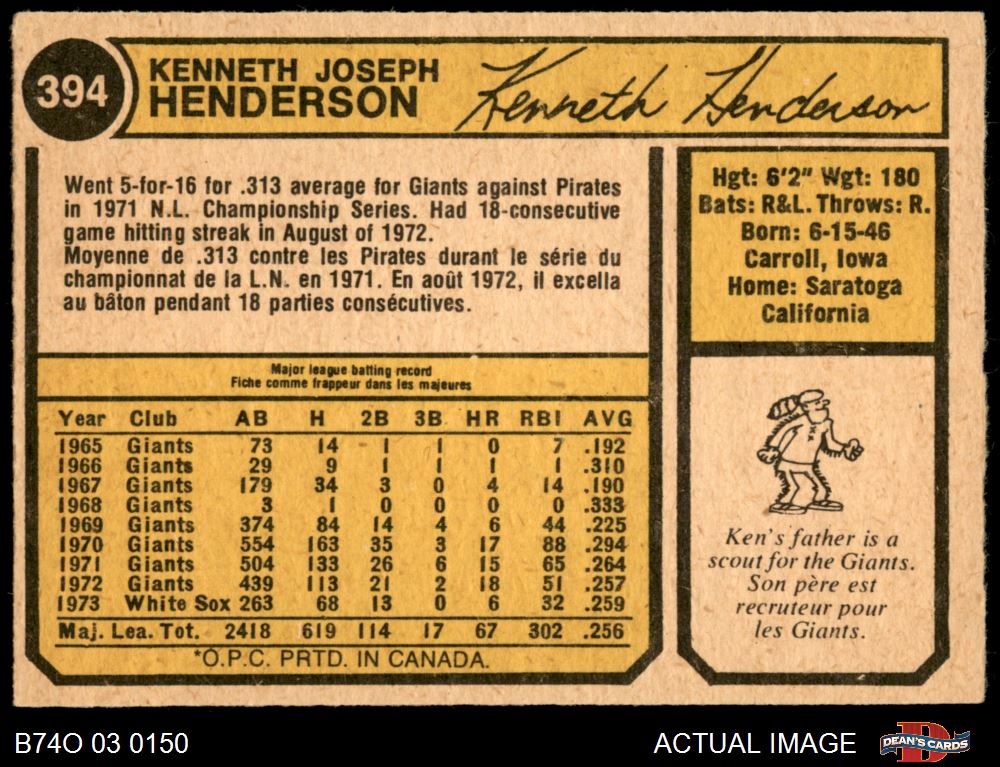 394
KENNETH JOSEPH
HENDERSON
Kenneth Henderson
Went 5-for-16 for .313 average for Giants against Pirates
in 1971 N.L. Championship Series. Had 18-consecutive
game hitting streak in August of 1972.
Moyenne de .313 contre les Pirates durant le série du
championnat de la L.N. en 1971. En août 1972, il excella
au bâton pendant 18 parties consécutives.
Hgt: 6'2" Wgt: 180
Bats: R&L. Throws: R.
Born: 6-15-46
Carroll, Iowa
Home: Saratoga
California
Major league batting record
Fiche comme frappeur dans les majeures
Year Club AB H 2B 3B HR RBI AVG
1965 Giants 73 14 1 1 0 7 .192
1966 Giants 29 9 1 1 1 1 .310
1967 Giants 179 34 3 0 4 14 .190
1968 Giants 3 1 0 0 0 0 .333
1969 Giants 374 84 14 4 6 44 .225
1970 Giants 554 163 35 3 17 88 .294
1971 Giants 504 133 26 6 15 65 .264
1972 Giants 439 113 21 2 18 51 .257
1973 White Sox 263 68 13 0 6 32 .259
Maj. Lea. Tot. 2418 619 114 17 67 302 .256
*O.P.C. PRTD. IN CANADA.
Ken's father is a
scout for the Giants.
Son père est
recruteur pour
les Giants.
B74O 03 0150
ACTUAL IMAGE
DEAN'S CARDS